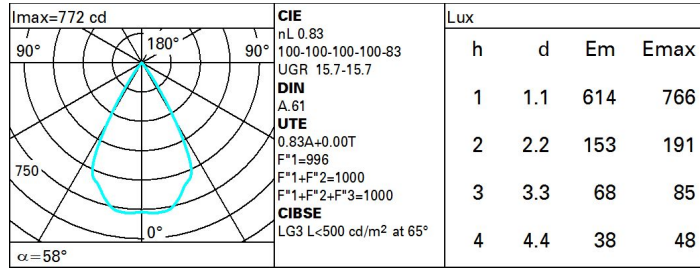 Imax=772 cd
90° 180° 90°
750
0°
α=58°
CIE
nL 0.83
100-100-100-100-83
UGR 15.7-15.7
DIN
A.61
UTE
0.83A+0.00T
F"1=996
F"1+F"2=1000
F"1+F"2+F"3=1000
CIBSE
LG3 L<500 cd/m² at 65°
Lux
h d Em Emax
1 1.1 614 766
2 2.2 153 191
3 3.3 68 85
4 4.4 38 48